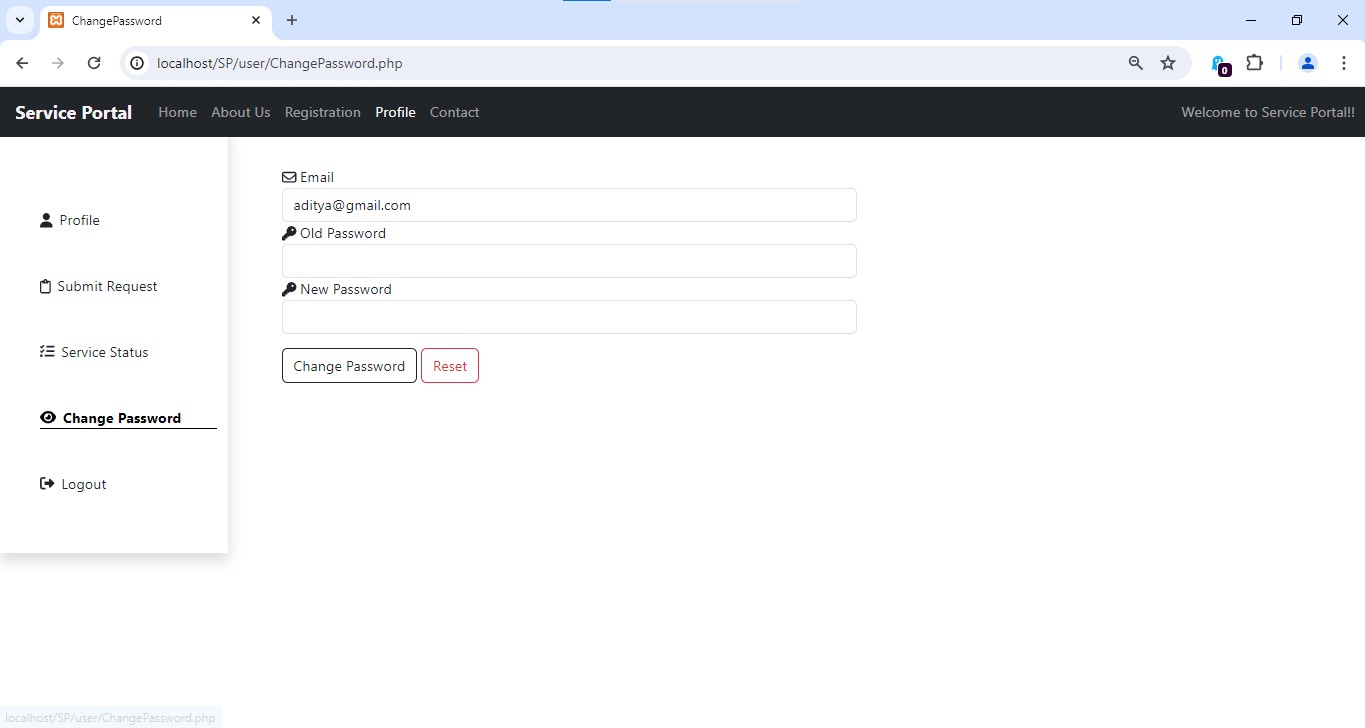 ChangePassword
localhost/SP/user/ChangePassword.php
0
Service Portal Home About Us Registration Profile Contact Welcome to Service Portal!!
Email
aditya@gmail.com
Profile
Old Password
Submit Request
New Password
Service Status
Change Password Reset
Change Password
Logout
localhost/SP/user/ChangePassword.php